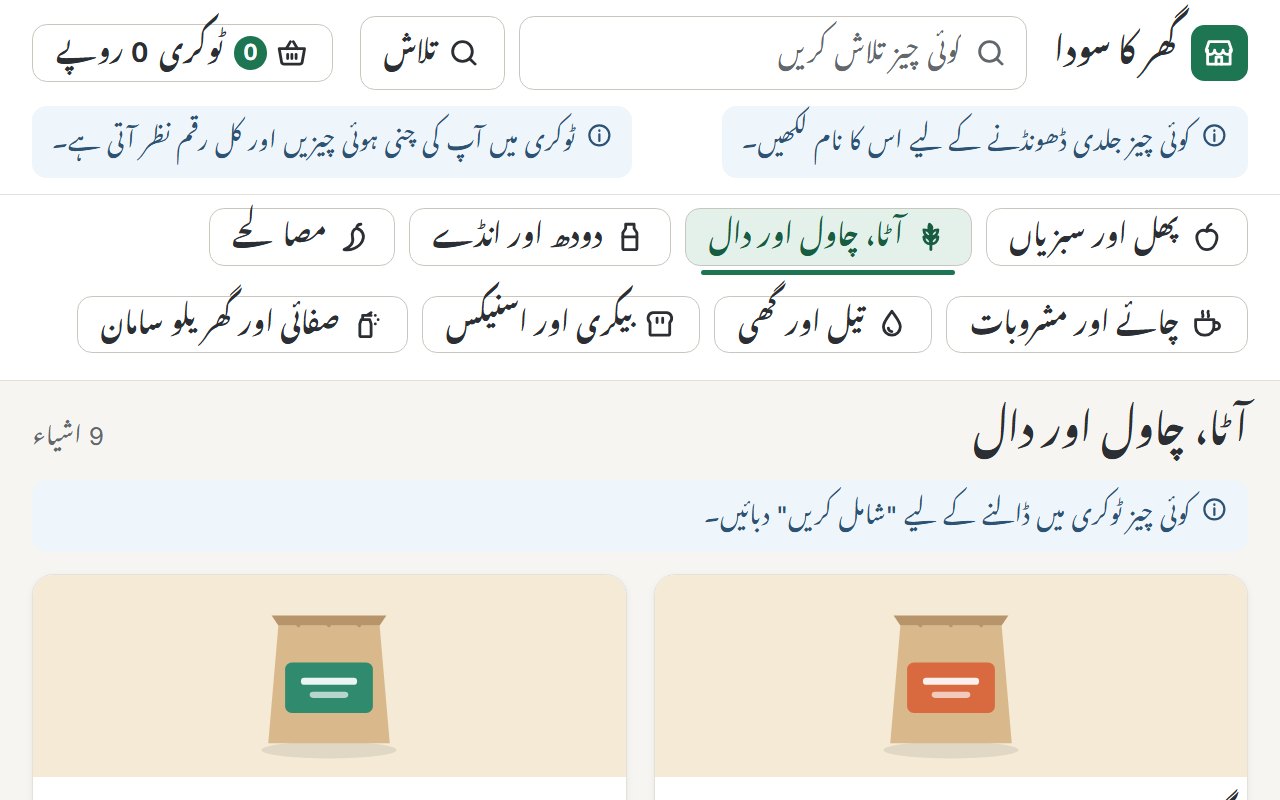 گھر کا سودا
کوئی چیز تلاش کریں
تلاش
0 ٹوکری 0 روپے
کوئی چیز جلدی ڈھونڈنے کے لیے اس کا نام لکھیں۔
ٹوکری میں آپ کی چنی ہوئی چیزیں اور کل رقم نظر آتی ہے۔
پھل اور سبزیاں
آٹا، چاول اور دال
دودھ اور انڈے
مصالحے
چائے اور مشروبات
تیل اور گھی
بیکری اور اسنیکس
صفائی اور گھریلو سامان
آٹا، چاول اور دال
9 اشیاء
کوئی چیز ٹوکری میں ڈالنے کے لیے "شامل کریں" دبائیں۔